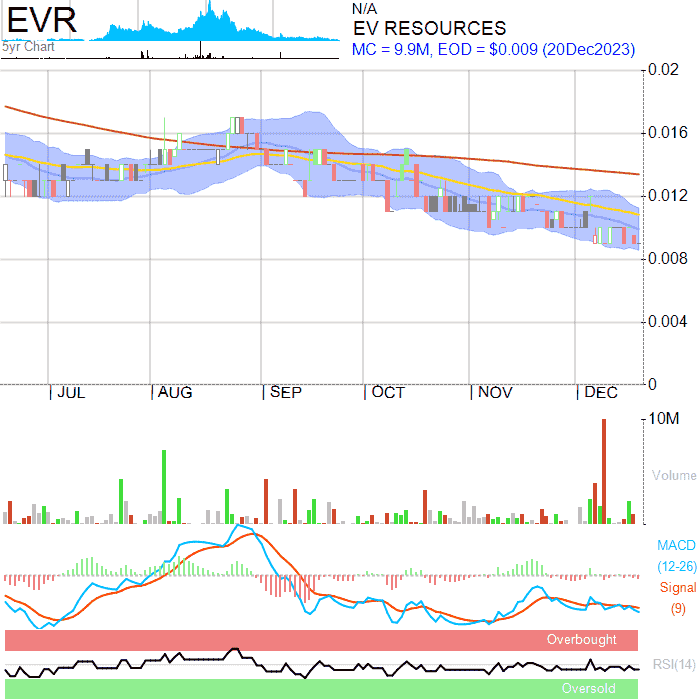 EVR
5yr Chart
N/A
EV RESOURCES
MC = 9.9M, EOD = $0.009 (20Dec2023)
0.02
0.016
0.012
0.008
0.004
0
JUL AUG SEP OCT NOV DEC
10M
Volume
MACD
(12-26)
Signal
(9)
Overbought
RSI(14)
Oversold